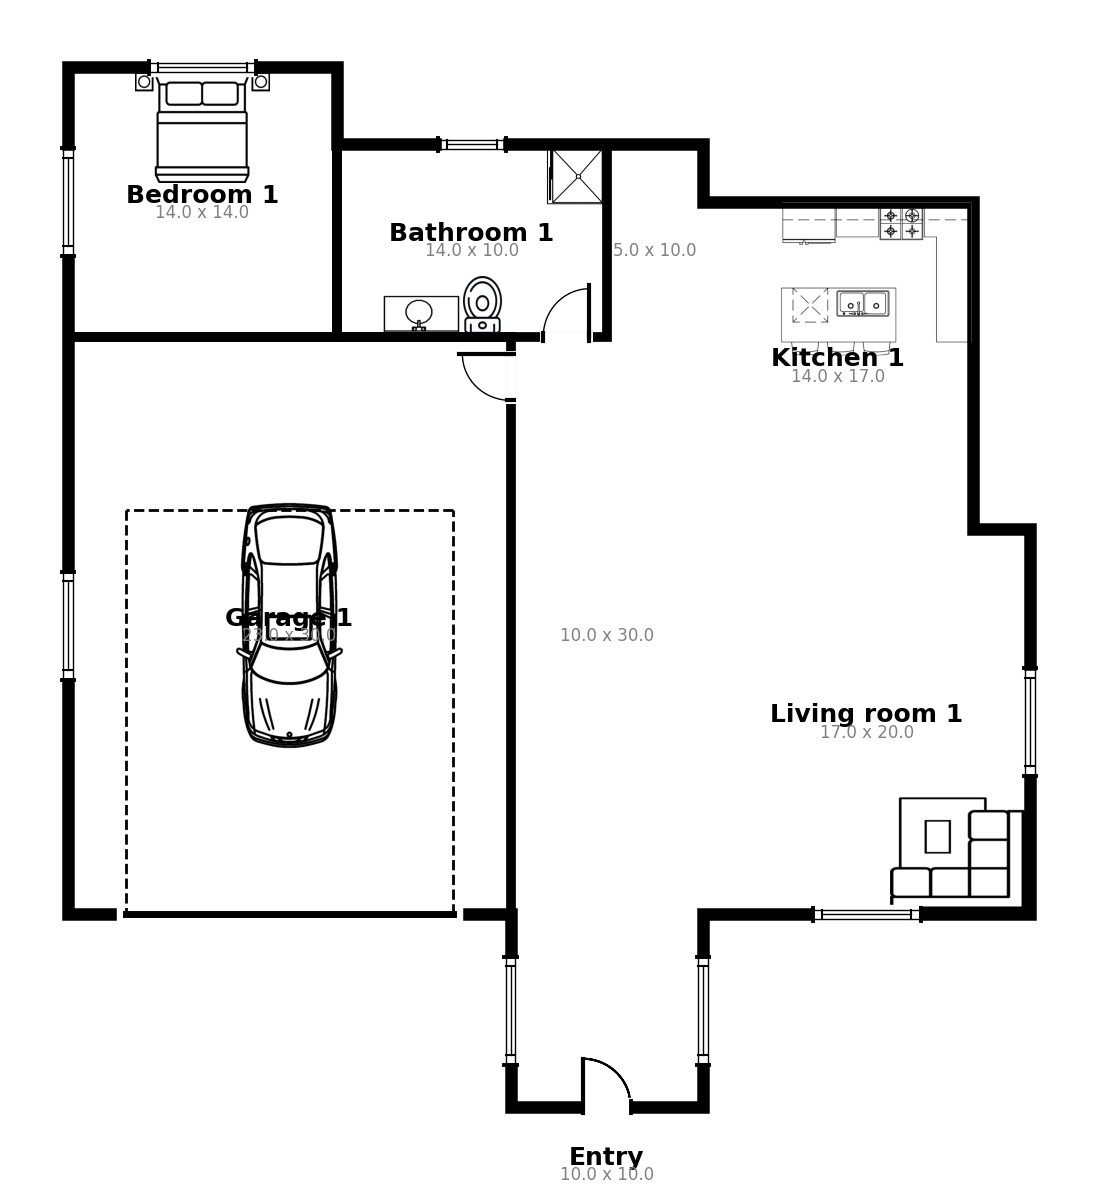 Bedroom 1
14.0 x 14.0
Bathroom 1
14.0 x 10.0
5.0 x 10.0
Kitchen 1
14.0 x 17.0
Garage 1
23.0 x 30.0
10.0 x 30.0
Living room 1
17.0 x 20.0
Entry
10.0 x 10.0